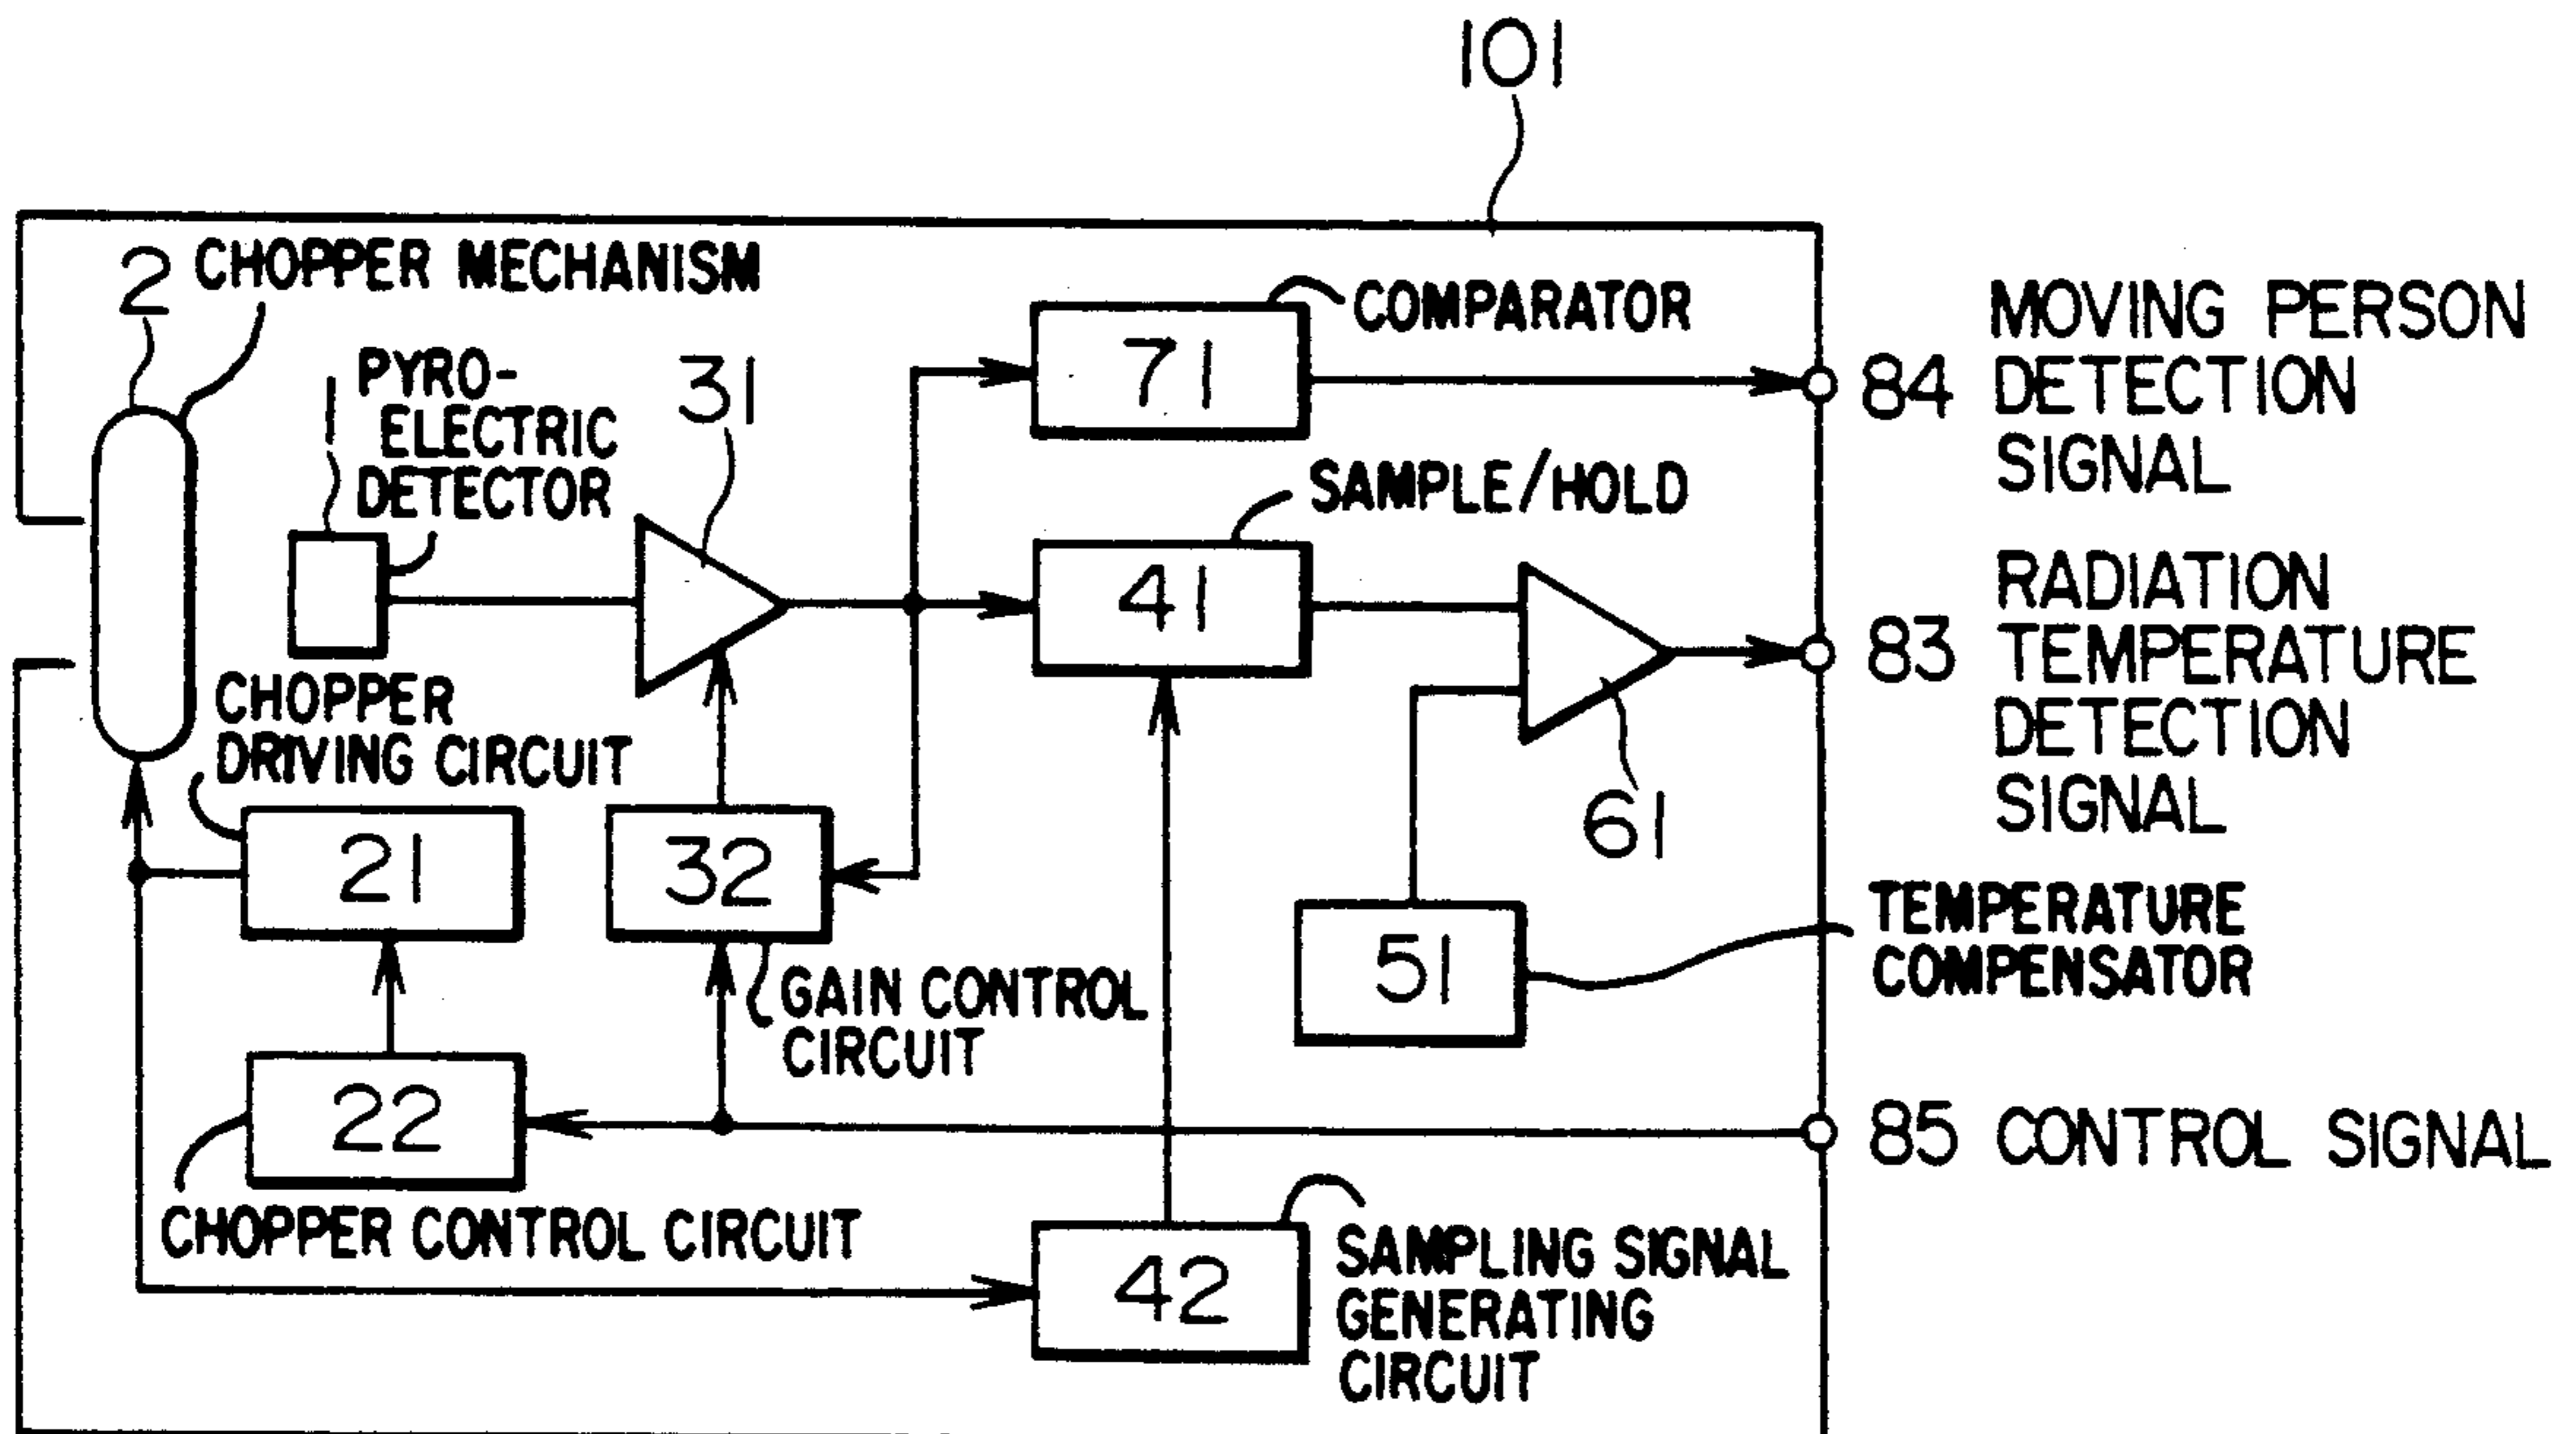 101
2 CHOPPER MECHANISM
1 PYRO-
ELECTRIC
DETECTOR
31
COMPARATOR
71
84 MOVING PERSON
DETECTION
SIGNAL
SAMPLE/HOLD
41
83 RADIATION
TEMPERATURE
DETECTION
SIGNAL
61
CHOPPER
DRIVING CIRCUIT
21
32
GAIN CONTROL
CIRCUIT
51
TEMPERATURE
COMPENSATOR
22
CHOPPER CONTROL CIRCUIT
85 CONTROL SIGNAL
42
SAMPLING SIGNAL
GENERATING
CIRCUIT